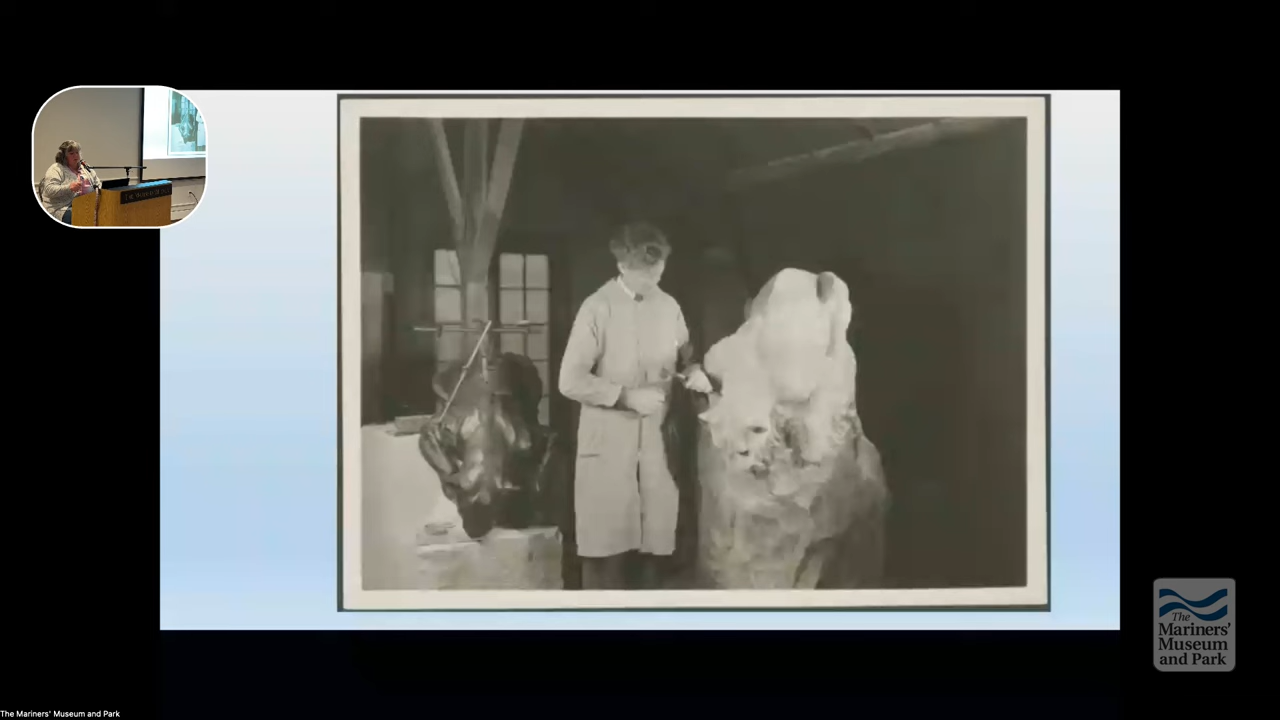 The
Mariners'
Museum
and Park
The Mariners' Museum and Park